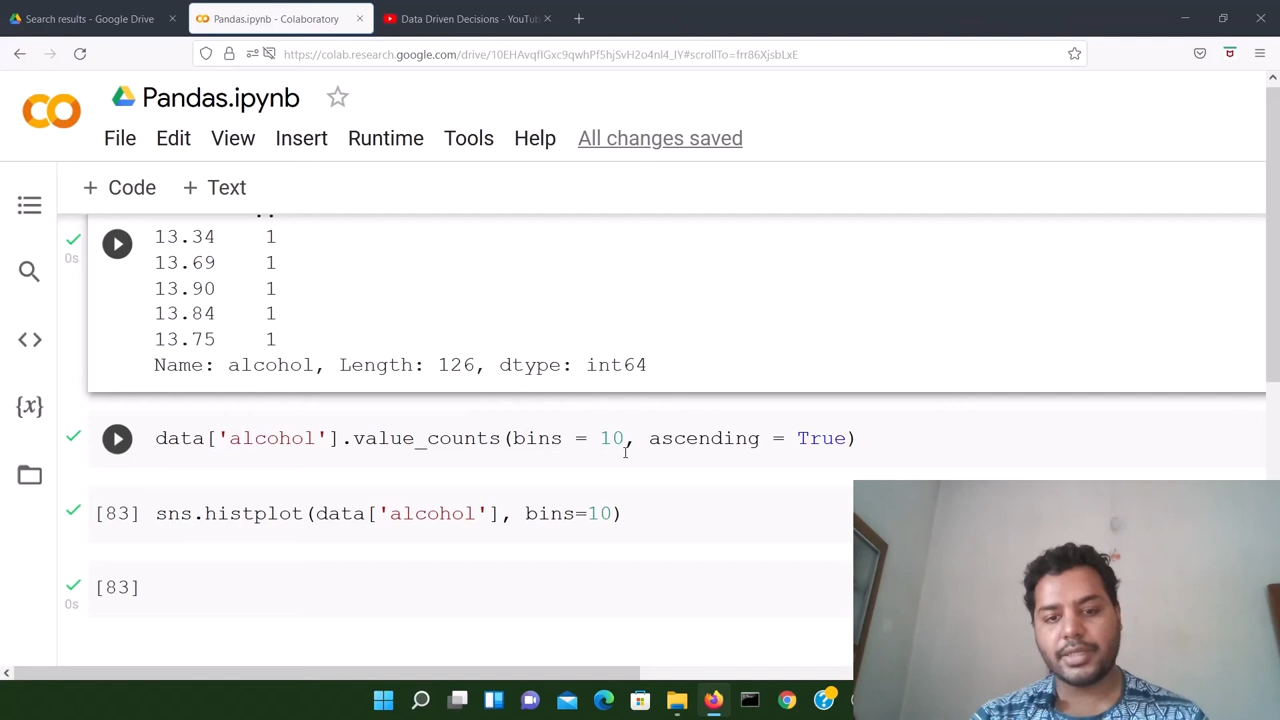 Search results - Google Drive
Pandas.ipynb - Colaboratory
Data Driven Decisions - YouTub
https://colab.research.google.com/drive/10EHAvqfIGxc9qwhPf5hjSvH2o4nI4_IY#scrollTo=frr86XjsbLxE
Pandas.ipynb
File Edit View Insert Runtime Tools Help All changes saved
+ Code + Text
13.34 1
0s
13.69 1
13.90 1
13.84 1
13.75 1
Name: alcohol, Length: 126, dtype: int64
data['alcohol'].value_counts(bins = 10, ascending = True)
[83] sns.histplot(data['alcohol'], bins=10)
[83]
0s